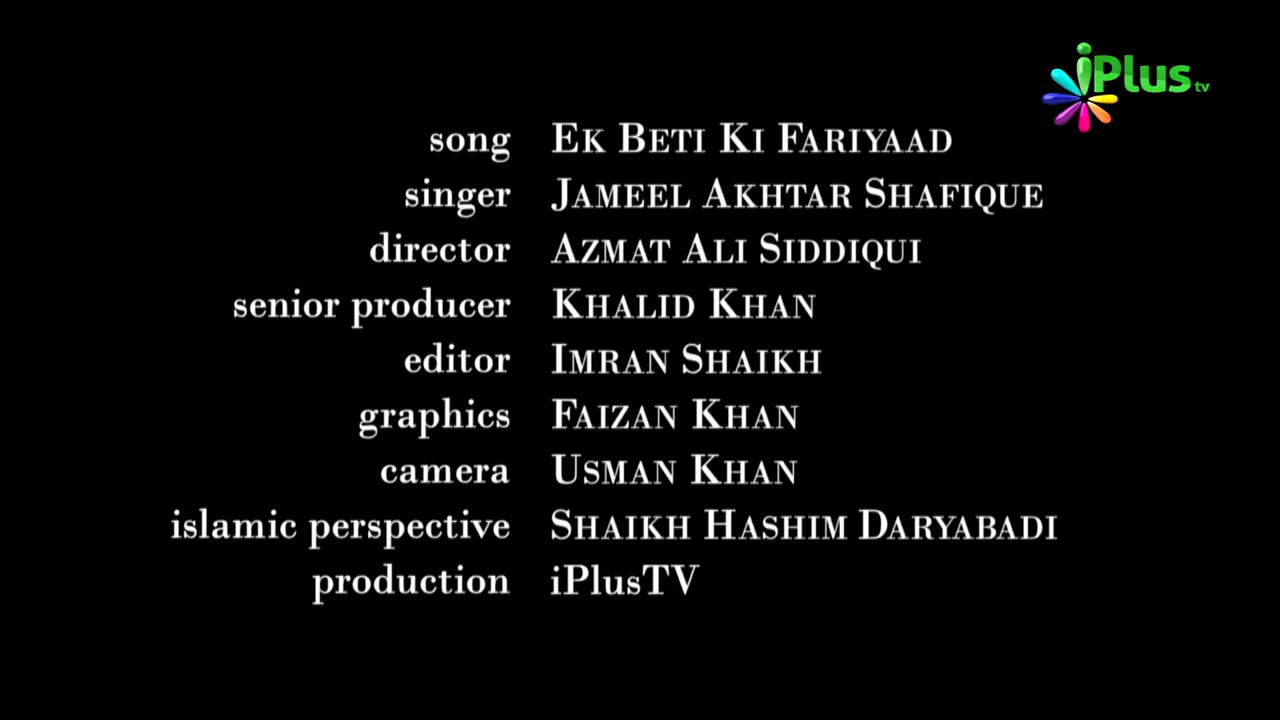 iPlus tv
song EK BETI KI FARIYAAD
singer JAMEEL AKHTAR SHAFIQUE
director AZMAT ALI SIDDIQUI
senior producer KHALID KHAN
editor IMRAN SHAIKH
graphics FAIZAN KHAN
camera USMAN KHAN
islamic perspective SHAIKH HASHIM DARYABADI
production iPlusTV